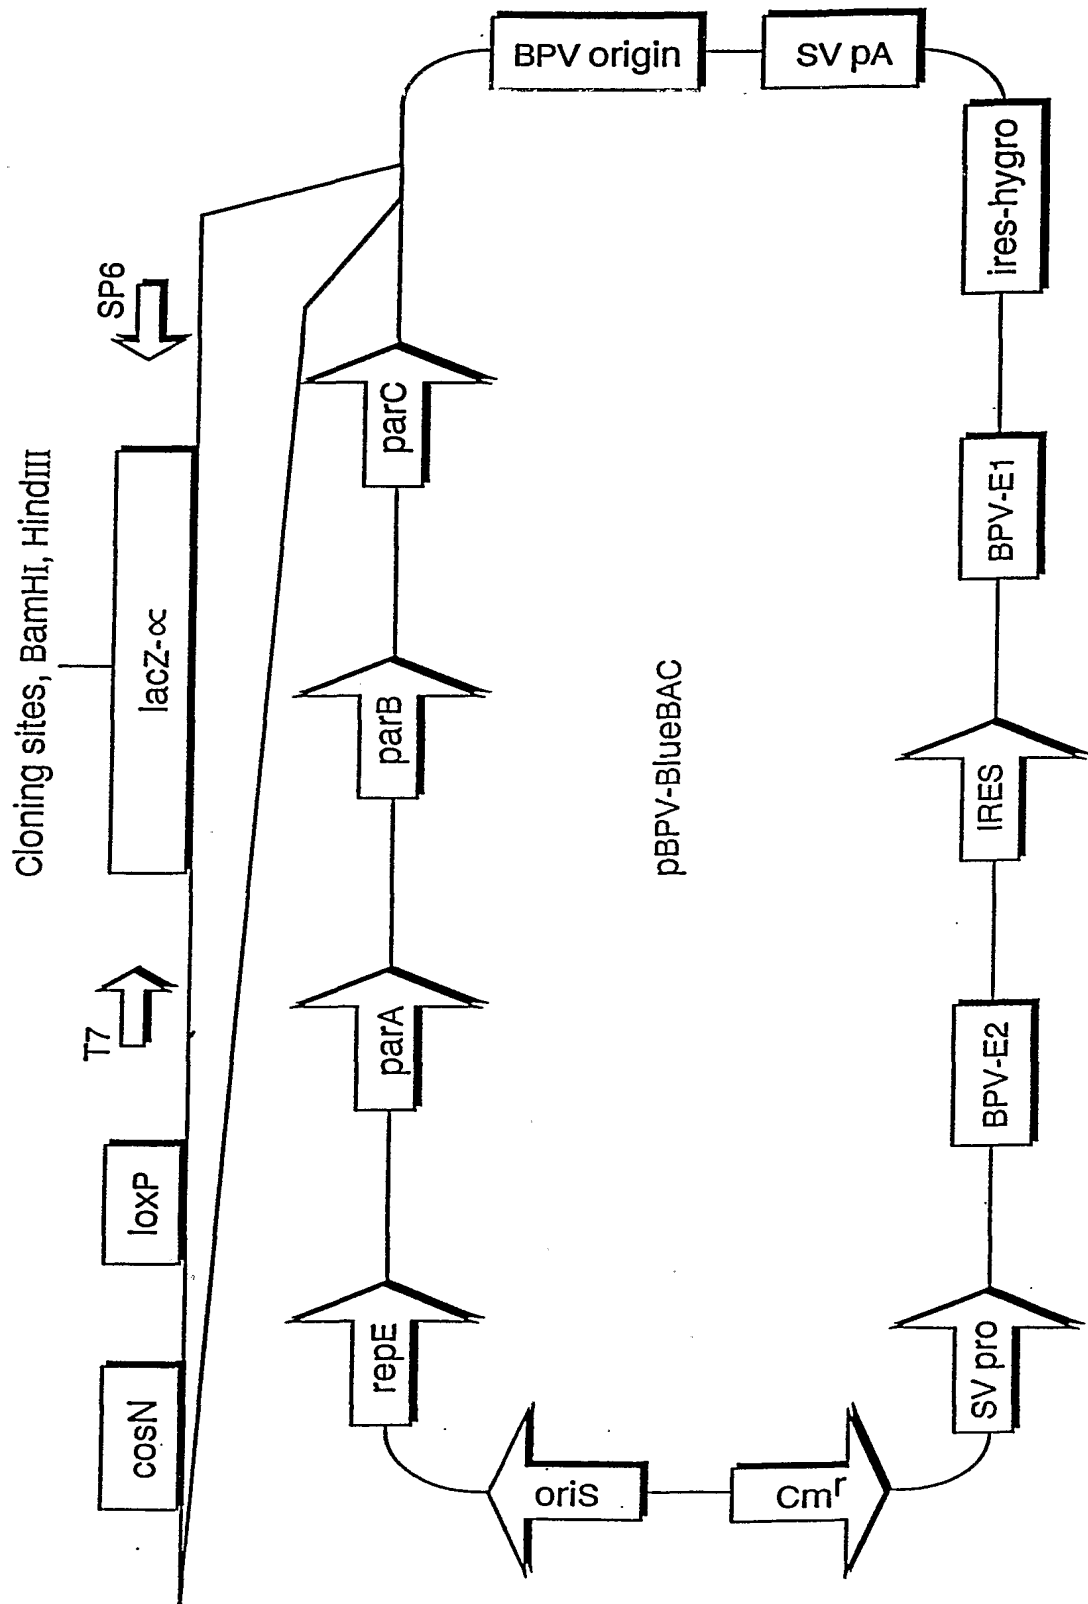 Cloning sites, BamHI, HindIII
cosN
loxP
T7
lacZ-∝
SP6
repE
parA
parB
parC
oriS
BPV origin
pBPV-BlueBAC
Cmʳ
SV pA
SV pro
BPV-E2
IRES
BPV-E1
ires-hygro